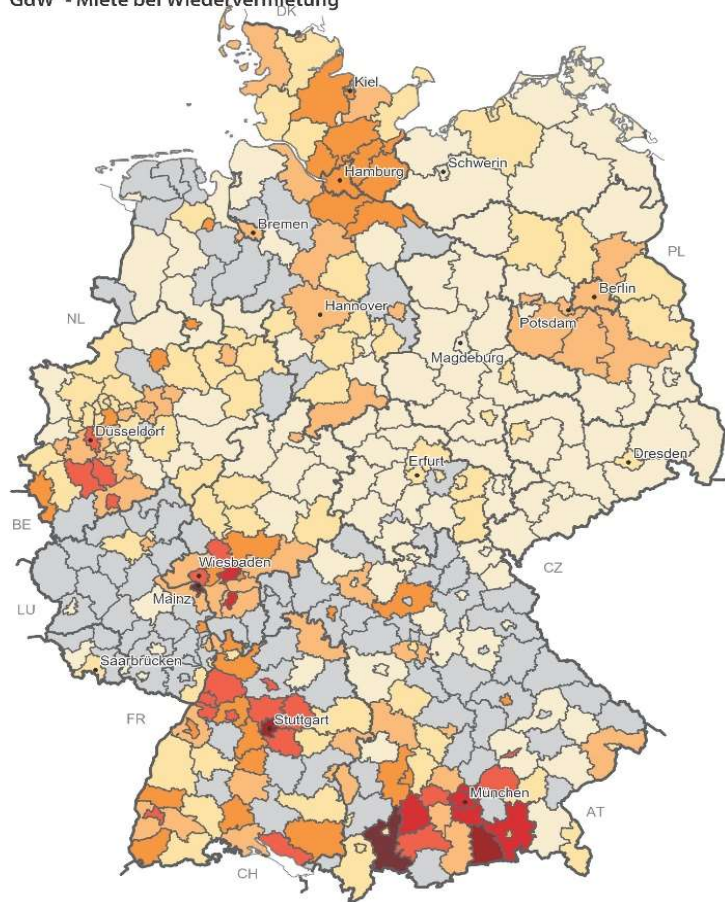 GdW - Miete bei Wiedervermietung
DK
Kiel
Hamburg
Schwerin
Bremen
PL
Berlin
Hannover
Potsdam
NL
Magdeburg
Düsseldorf
Erfurt
Dresden
BE
Wiesbaden
CZ
Mainz
LU
Saarbrücken
FR
Stuttgart
München
AT
CH